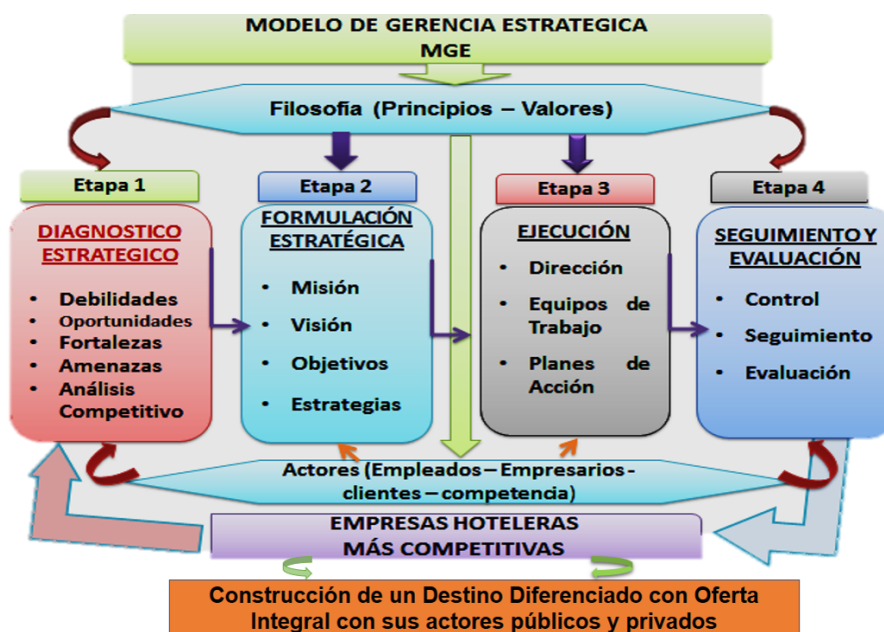 MODELO DE GERENCIA ESTRATEGICA
MGE
Filosofía (Principios – Valores)
Etapa 1
DIAGNOSTICO
ESTRATEGICO
• Debilidades
• Oportunidades
• Fortalezas
• Amenazas
• Análisis
Competitivo
Etapa 2
FORMULACIÓN
ESTRATÉGICA
• Misión
• Visión
• Objetivos
• Estrategias
Etapa 3
EJECUCIÓN
• Dirección
• Equipos de
Trabajo
• Planes de
Acción
Etapa 4
SEGUIMIENTO Y
EVALUACIÓN
• Control
• Seguimiento
• Evaluación
Actores (Empleados – Empresarios -
clientes – competencia)
EMPRESAS HOTELERAS
MÁS COMPETITIVAS
Construcción de un Destino Diferenciado con Oferta
Integral con sus actores públicos y privados